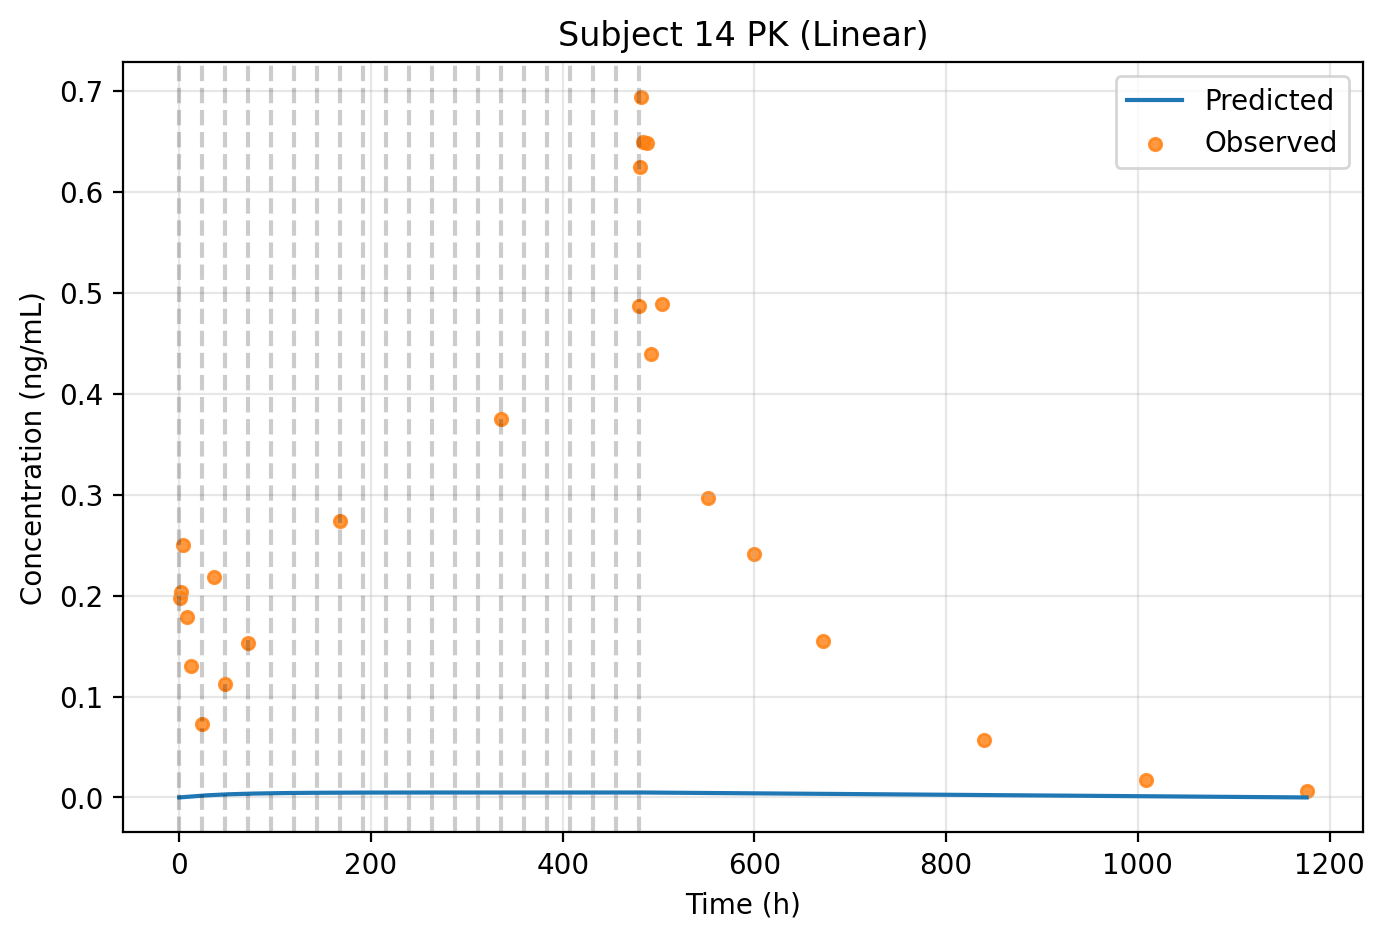 Subject 14 PK (Linear)
Predicted
Observed
Concentration (ng/mL)
0.7
0.6
0.5
0.4
0.3
0.2
0.1
0.0
0 200 400 600 800 1000 1200
Time (h)